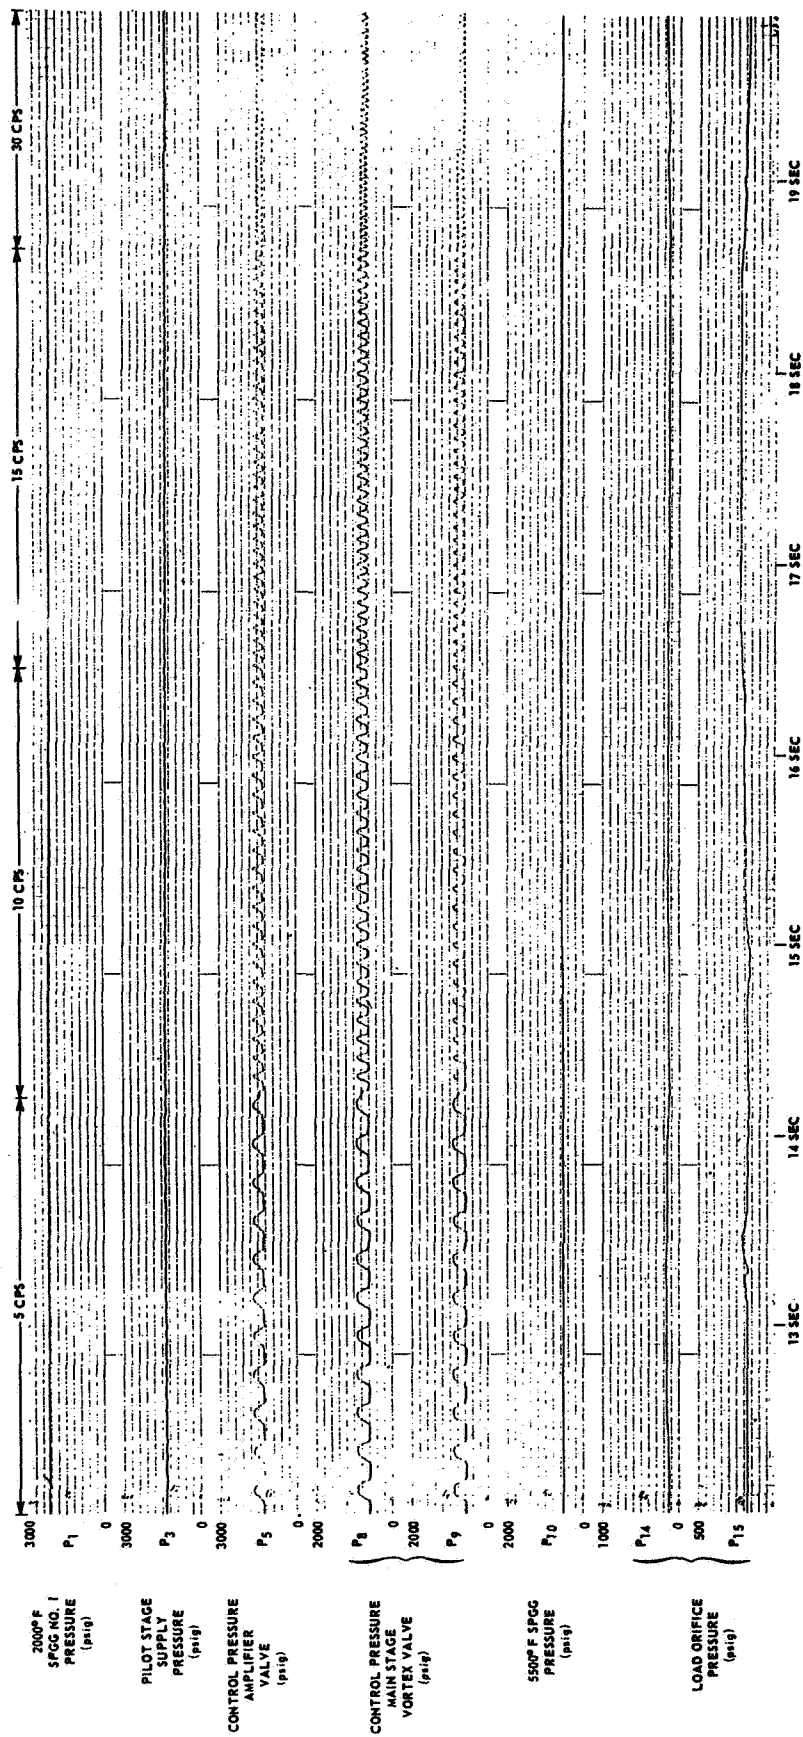 5 CPS
10 CPS
15 CPS
30 CPS
2000° F
SPGG NO. 1
PRESSURE
(psig)
3000
P1
0
PILOT STAGE
SUPPLY
PRESSURE
(psig)
3000
P3
0
CONTROL PRESSURE
AMPLIFIER
VALVE
(psig)
3000
P5
0
CONTROL PRESSURE
MAIN STAGE
VORTEX VALVE
(psig)
2000
P8
0
2000
P9
0
5500° F SPGG
PRESSURE
(psig)
2000
P10
0
LOAD ORIFICE
PRESSURE
(psig)
1000
P14
0
500
P15
13 SEC
14 SEC
15 SEC
16 SEC
17 SEC
18 SEC
19 SEC